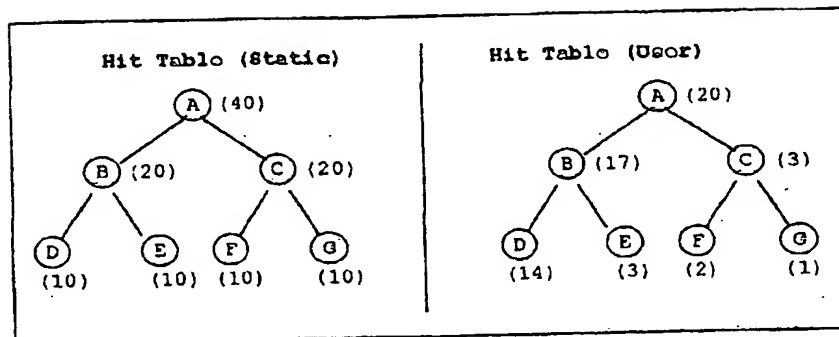 Hit Tablo (Static)
A (40)
B (20)
C (20)
D
E
F
G
(10)
(10)
(10)
(10)
Hit Tablo (Usor)
A (20)
B (17)
C (3)
D
E
F
G
(14)
(3)
(2)
(1)